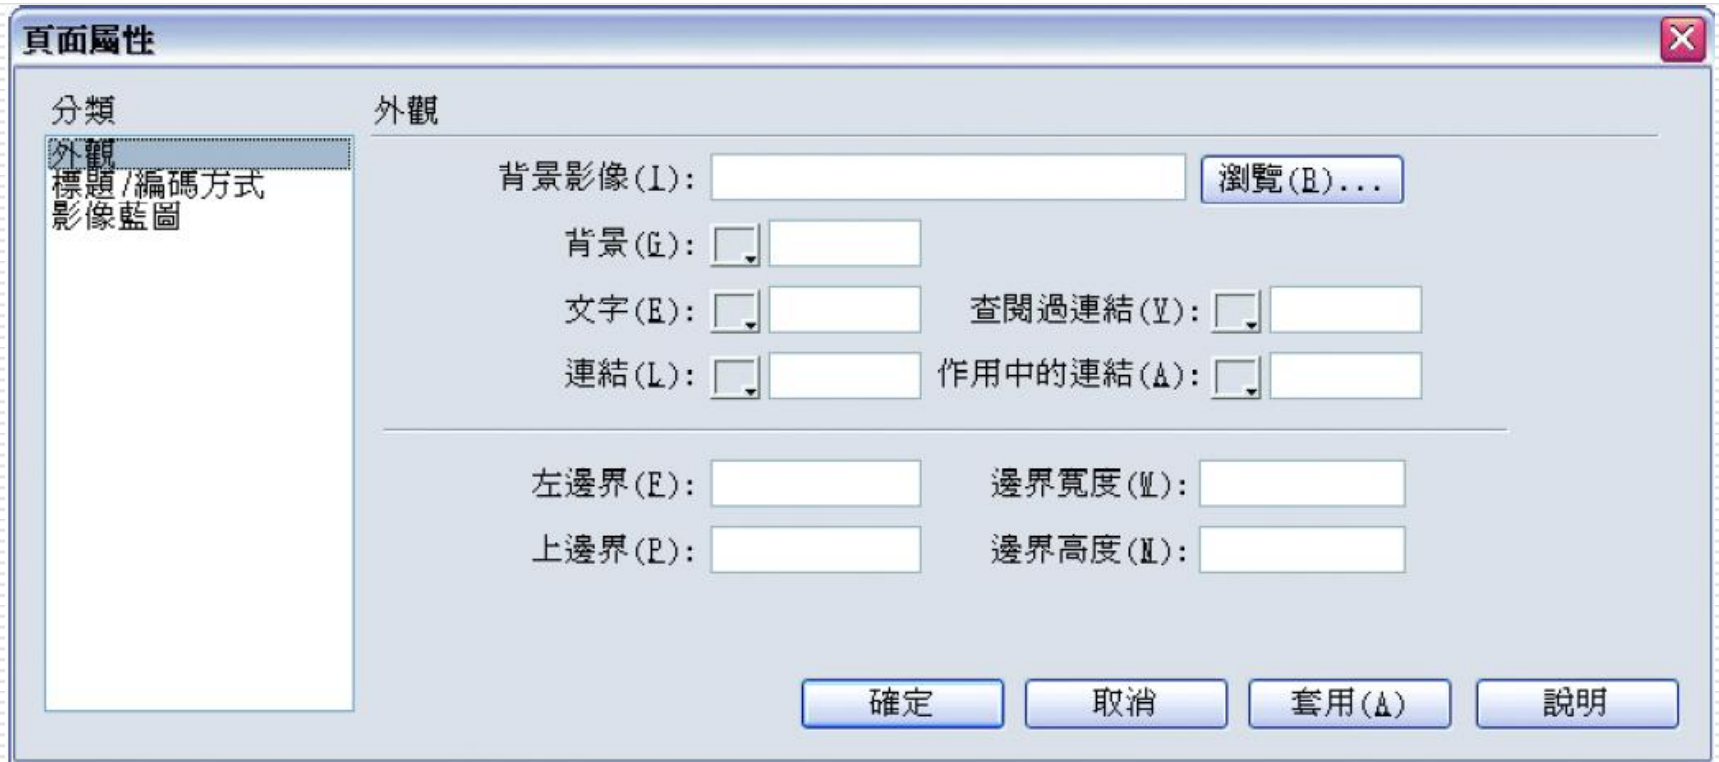 頁面屬性
分類
外觀
標題/編碼方式
影像藍圖
外觀
背景影像(I): 瀏覽(B)...
背景(G):
文字(E): 查閱過連結(V):
連結(L): 作用中的連結(A):
左邊界(F): 邊界寬度(W):
上邊界(P): 邊界高度(N):
確定 取消 套用(A) 說明